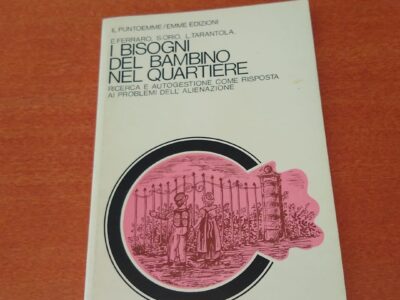 IL PUNTOEMME/EMME EDIZIONI
E.FERRARO, S.ORIO, L.TARANTOLA,
I BISOGNI
DEL BAMBINO
NEL QUARTIERE
RICERCA E AUTOGESTIONE COME RISPOSTA
AI PROBLEMI DELL'ALIENAZIONE